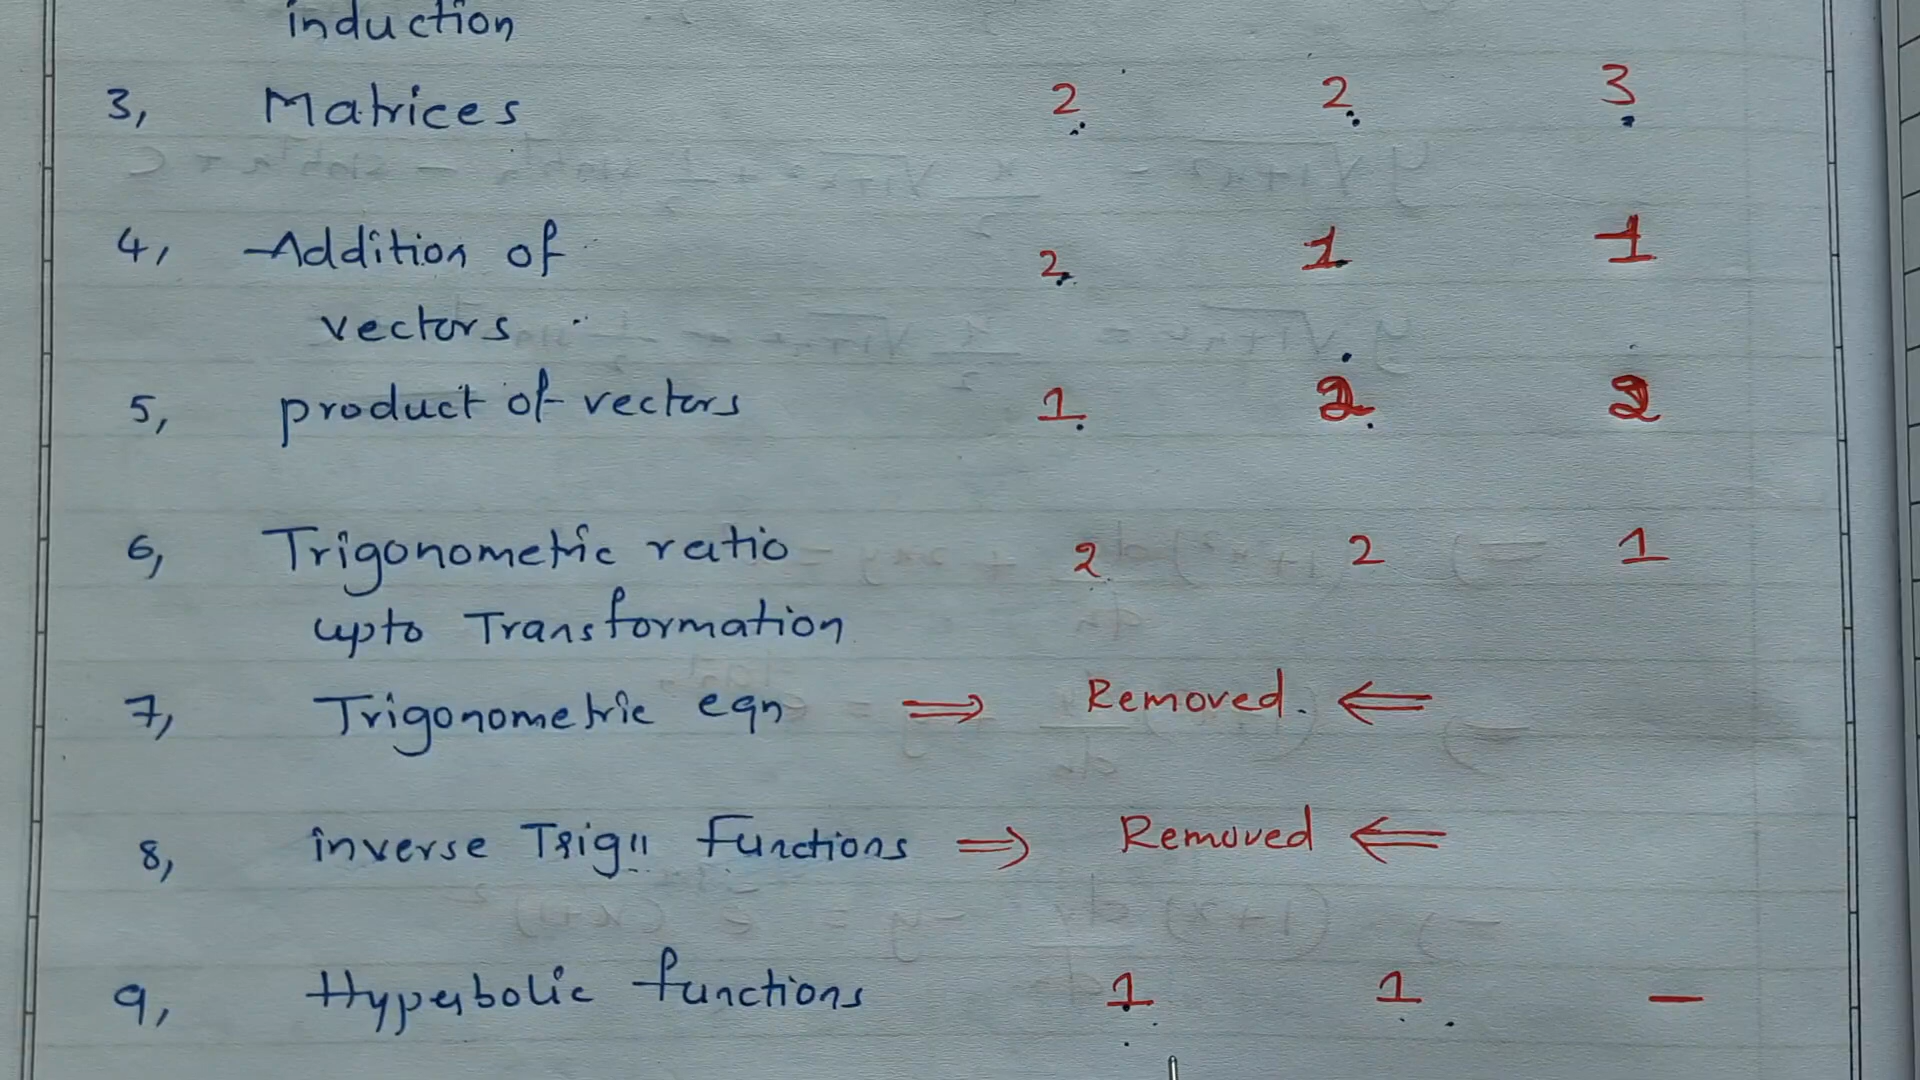 induction
3, Matrices 2 2 3
4, Addition of 2 1 1
vectors
5, product of vectors 1 2 2
6, Trigonometric ratio 2 2 1
upto Transformation
7, Trigonometric eqn ⇒ Removed. ⇐
8, inverse Trig" Functions ⇒ Removed ⇐
9, Hyperbolic functions 1 1 —